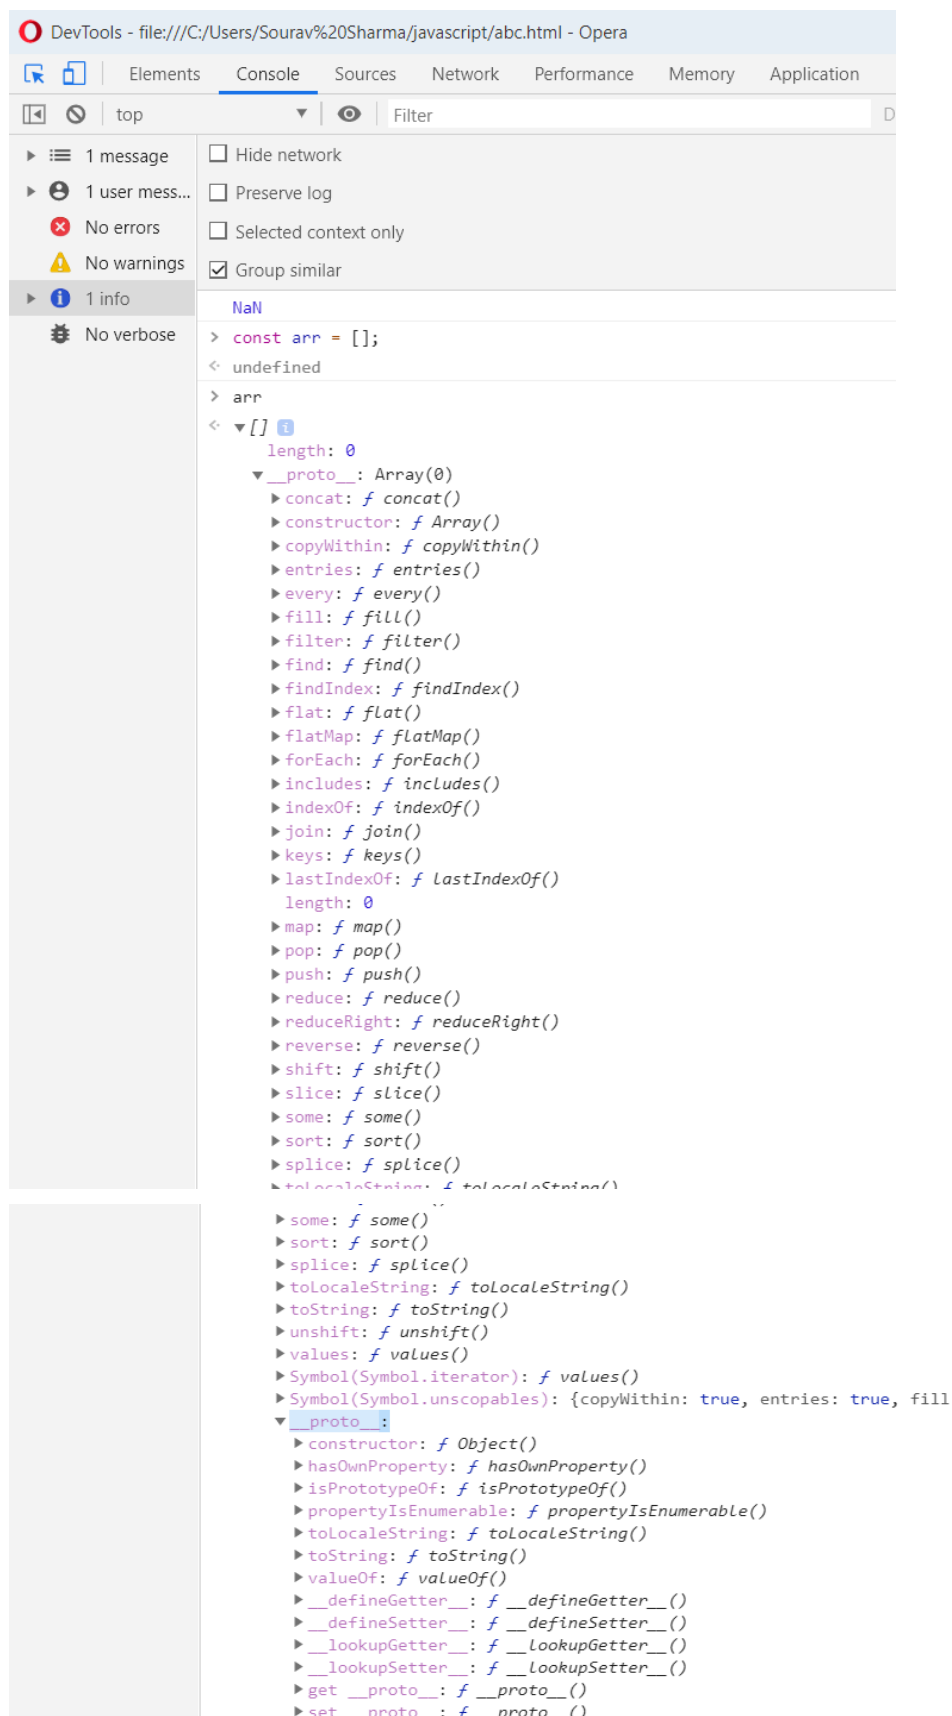 DevTools - file:///C:/Users/Sourav%20Sharma/javascript/abc.html - Opera
Elements Console Sources Network Performance Memory Application
top Filter D
1 message
Hide network
1 user mess...
Preserve log
No errors
Selected context only
No warnings
Group similar
1 info
NaN
No verbose
> const arr = [];
undefined
> arr
[] i
length: 0
__proto__: Array(0)
concat: ƒ concat()
constructor: ƒ Array()
copyWithin: ƒ copyWithin()
entries: ƒ entries()
every: ƒ every()
fill: ƒ fill()
filter: ƒ filter()
find: ƒ find()
findIndex: ƒ findIndex()
flat: ƒ flat()
flatMap: ƒ flatMap()
forEach: ƒ forEach()
includes: ƒ includes()
indexOf: ƒ indexOf()
join: ƒ join()
keys: ƒ keys()
lastIndexOf: ƒ lastIndexOf()
length: 0
map: ƒ map()
pop: ƒ pop()
push: ƒ push()
reduce: ƒ reduce()
reduceRight: ƒ reduceRight()
reverse: ƒ reverse()
shift: ƒ shift()
slice: ƒ slice()
some: ƒ some()
sort: ƒ sort()
splice: ƒ splice()
toLocaleString: ƒ toLocaleString()
some: ƒ some()
sort: ƒ sort()
splice: ƒ splice()
toLocaleString: ƒ toLocaleString()
toString: ƒ toString()
unshift: ƒ unshift()
values: ƒ values()
Symbol(Symbol.iterator): ƒ values()
Symbol(Symbol.unscopables): {copyWithin: true, entries: true, fill
__proto__:
constructor: ƒ Object()
hasOwnProperty: ƒ hasOwnProperty()
isPrototypeOf: ƒ isPrototypeOf()
propertyIsEnumerable: ƒ propertyIsEnumerable()
toLocaleString: ƒ toLocaleString()
toString: ƒ toString()
valueOf: ƒ valueOf()
__defineGetter__: ƒ __defineGetter__()
__defineSetter__: ƒ __defineSetter__()
__lookupGetter__: ƒ __lookupGetter__()
__lookupSetter__: ƒ __lookupSetter__()
get __proto__: ƒ __proto__()
set __proto__: ƒ __proto__()